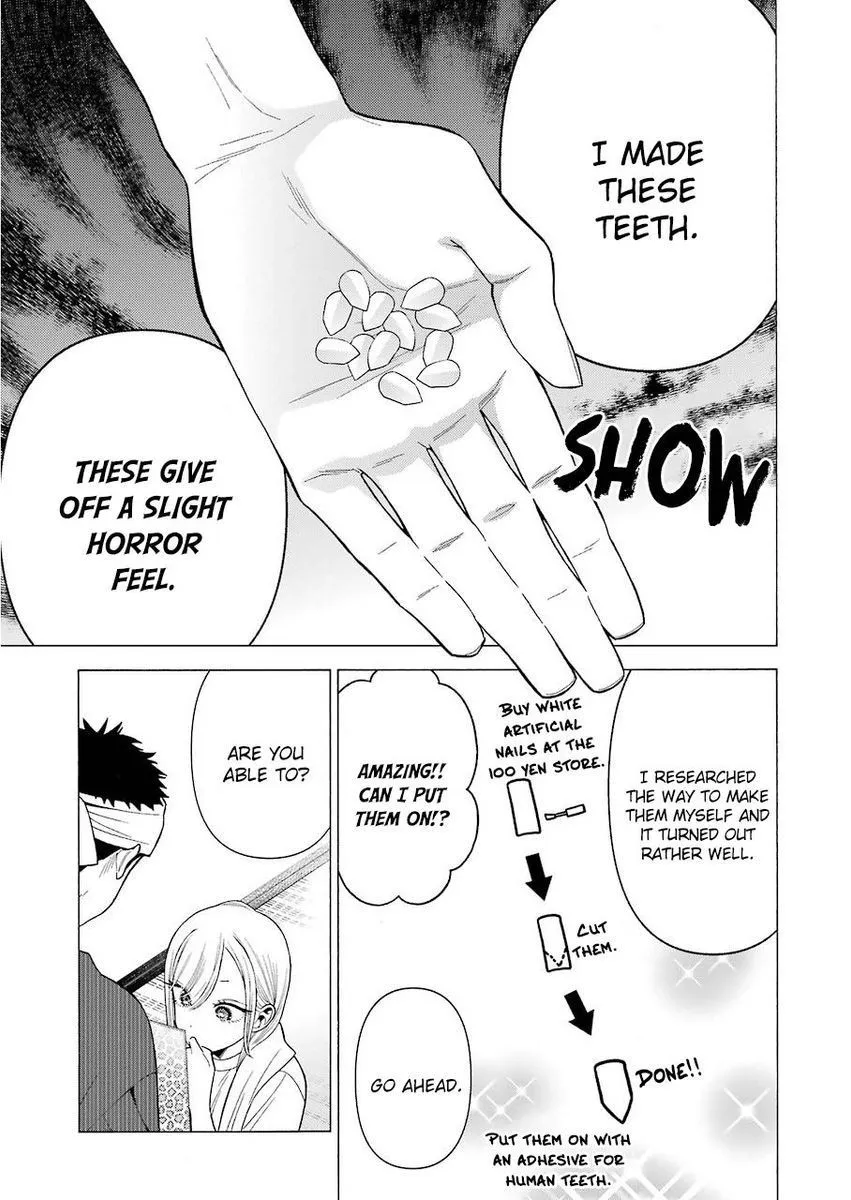 I MADE
THESE
TEETH.
SHOW
THESE GIVE
OFF A SLIGHT
HORROR
FEEL.
I RESEARCHED
THE WAY TO MAKE
THEM MYSELF AND
IT TURNED OUT
RATHER WELL.
BUY WHITE
ARTIFICIAL
NAILS AT THE
100 YEN STORE.
CUT
THEM.
DONE!!
PUT THEM ON WITH
AN ADHESIVE FOR
HUMAN TEETH.
AMAZING!!
CAN I PUT
THEM ON!?
GO AHEAD.
ARE YOU
ABLE TO?